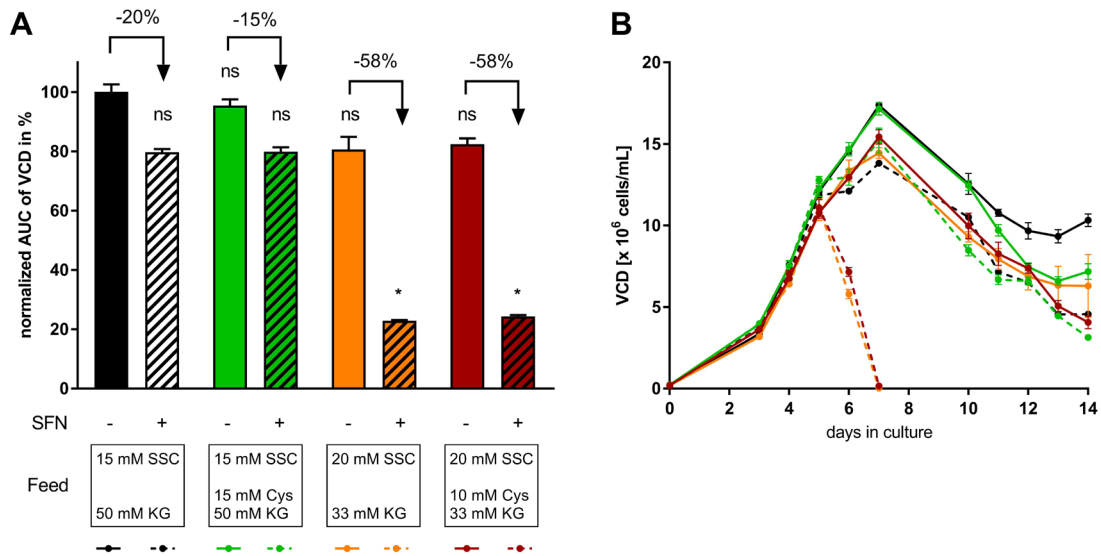 A
-20%
-15%
-58%
-58%
ns
ns
ns
ns
ns
*
*
normalized AUC of VCD in %
100
80
60
40
20
0
SFN
- + - + - + - +
Feed
15 mM SSC
50 mM KG
15 mM SSC
15 mM Cys
50 mM KG
20 mM SSC
33 mM KG
20 mM SSC
10 mM Cys
33 mM KG
B
VCD [x 10⁶ cells/mL]
20
15
10
5
0
0 2 4 6 8 10 12 14
days in culture